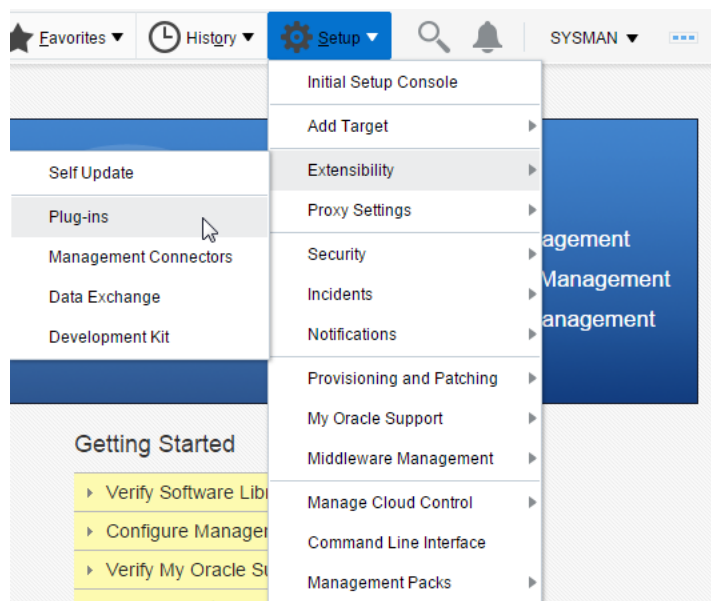 Favorites ▼ History ▼ Setup ▼ SYSMAN ▼
Initial Setup Console
Add Target
Extensibility
Proxy Settings
Security
Incidents
Notifications
Provisioning and Patching
My Oracle Support
Middleware Management
Manage Cloud Control
Command Line Interface
Management Packs
Self Update
Plug-ins
Management Connectors
Data Exchange
Development Kit
agement
Management
anagement
Getting Started
Verify Software Libr
Configure Manager
Verify My Oracle Su